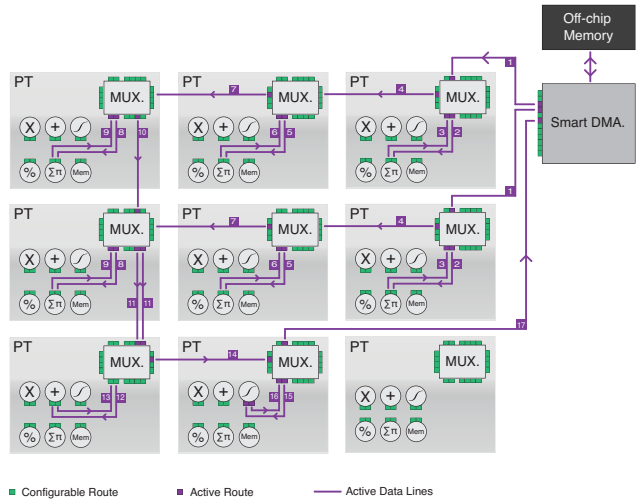 Off-chip
Memory
1
PT
7
PT
4
PT
MUX.
MUX.
MUX.
Smart DMA.
9
8
10
6
5
3
2
X
+
∫
X
+
∫
X
+
∫
%
Σπ
Mem
%
Σπ
Mem
%
Σπ
Mem
1
PT
7
PT
4
PT
MUX.
MUX.
MUX.
9
8
6
5
3
2
X
+
∫
X
+
∫
X
+
∫
%
Σπ
Mem
%
Σπ
Mem
%
Σπ
Mem
11
11
17
PT
14
PT
PT
MUX.
MUX.
MUX.
13
12
16
15
X
+
∫
X
+
∫
X
+
∫
%
Σπ
Mem
%
Σπ
Mem
%
Σπ
Mem
Configurable Route
Active Route
Active Data Lines